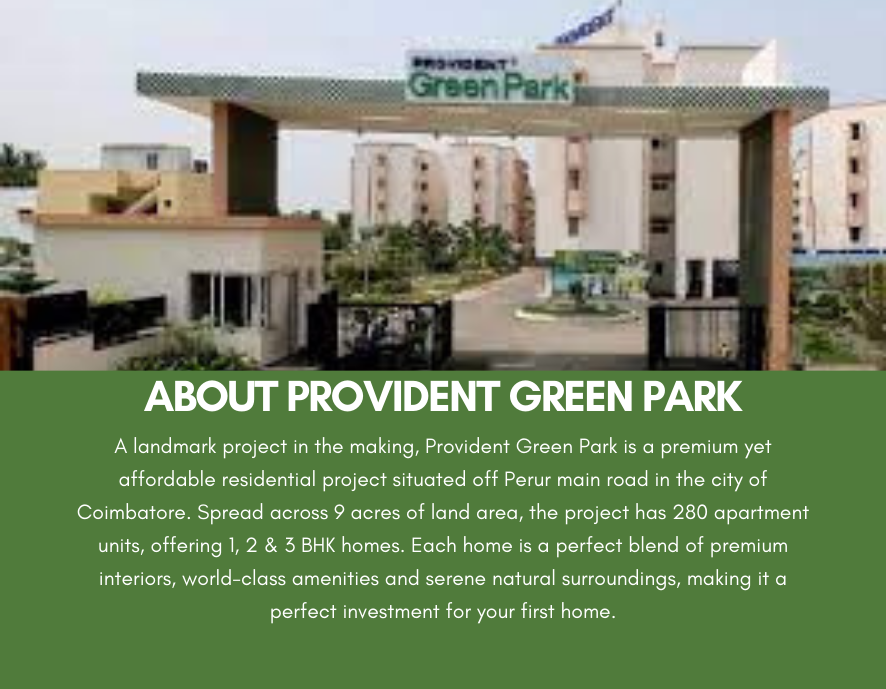 PROVIDENT
Green Park
ABOUT PROVIDENT GREEN PARK
A landmark project in the making, Provident Green Park is a premium yet
affordable residential project situated off Perur main road in the city of
Coimbatore. Spread across 9 acres of land area, the project has 280 apartment
units, offering 1, 2 & 3 BHK homes. Each home is a perfect blend of premium
interiors, world-class amenities and serene natural surroundings, making it a
perfect investment for your first home.